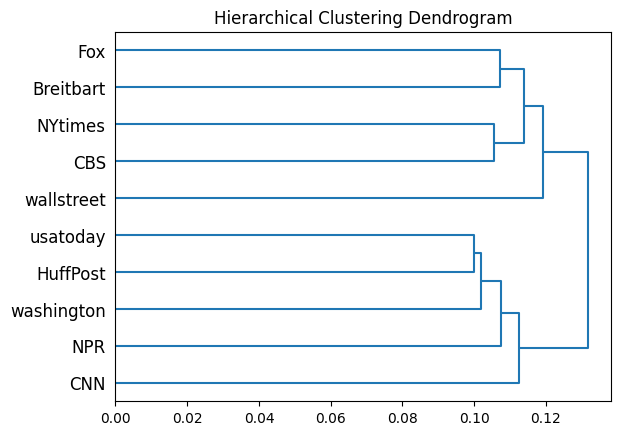 Hierarchical Clustering Dendrogram
Fox
Breitbart
NYtimes
CBS
wallstreet
usatoday
HuffPost
washington
NPR
CNN
0.00 0.02 0.04 0.06 0.08 0.10 0.12